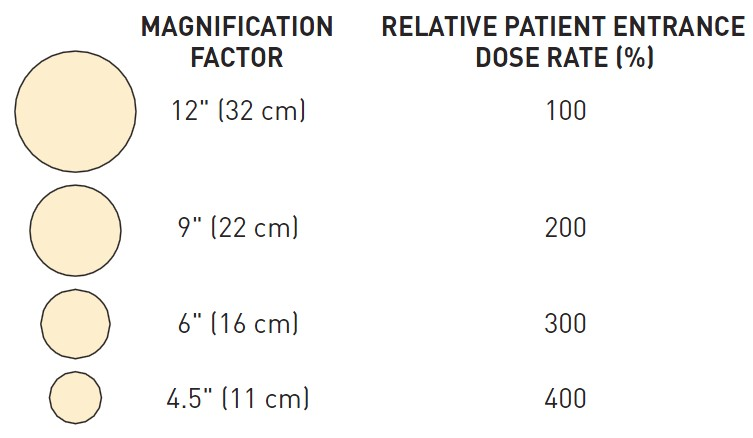 MAGNIFICATION FACTOR
RELATIVE PATIENT ENTRANCE DOSE RATE (%)
12" (32 cm) 100
9" (22 cm) 200
6" (16 cm) 300
4.5" (11 cm) 400